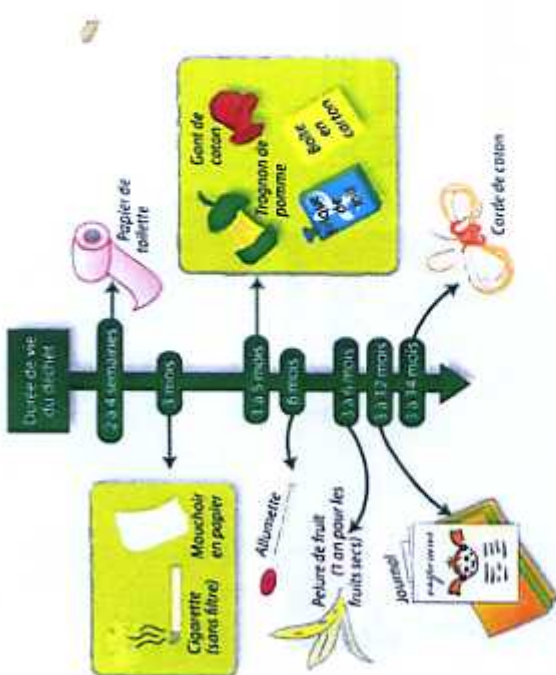 Durée de vie
du déchet
2 à 4 semaines
Papier de
toilette
3 mois
Cigarette
(sans filtre)
Mouchoir
en papier
3 à 5 mois
Gant de
coton
Trognon de
pomme
Boîte
en
carton
de
6 mois
Allumette
3 à 6 mois
Pelure de fruit
(1 an pour les
fruits secs)
3 à 12 mois
Journal
3 à 14 mois
Corde de coton